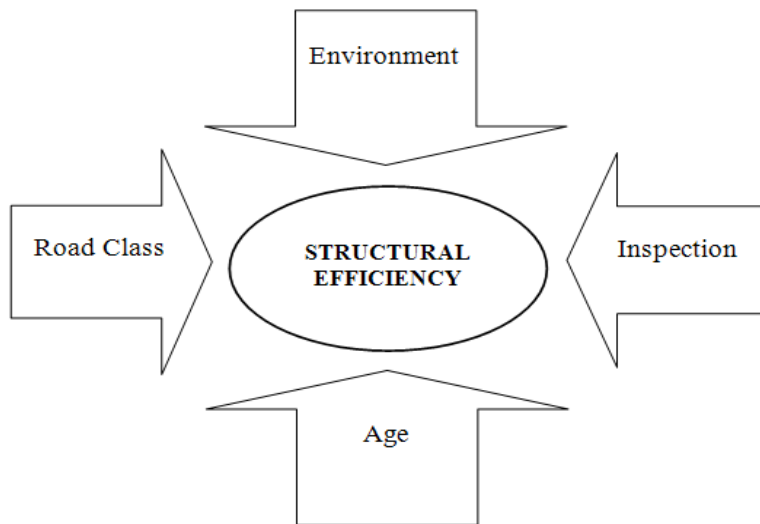 Environment
Road Class
STRUCTURAL
EFFICIENCY
Inspection
Age